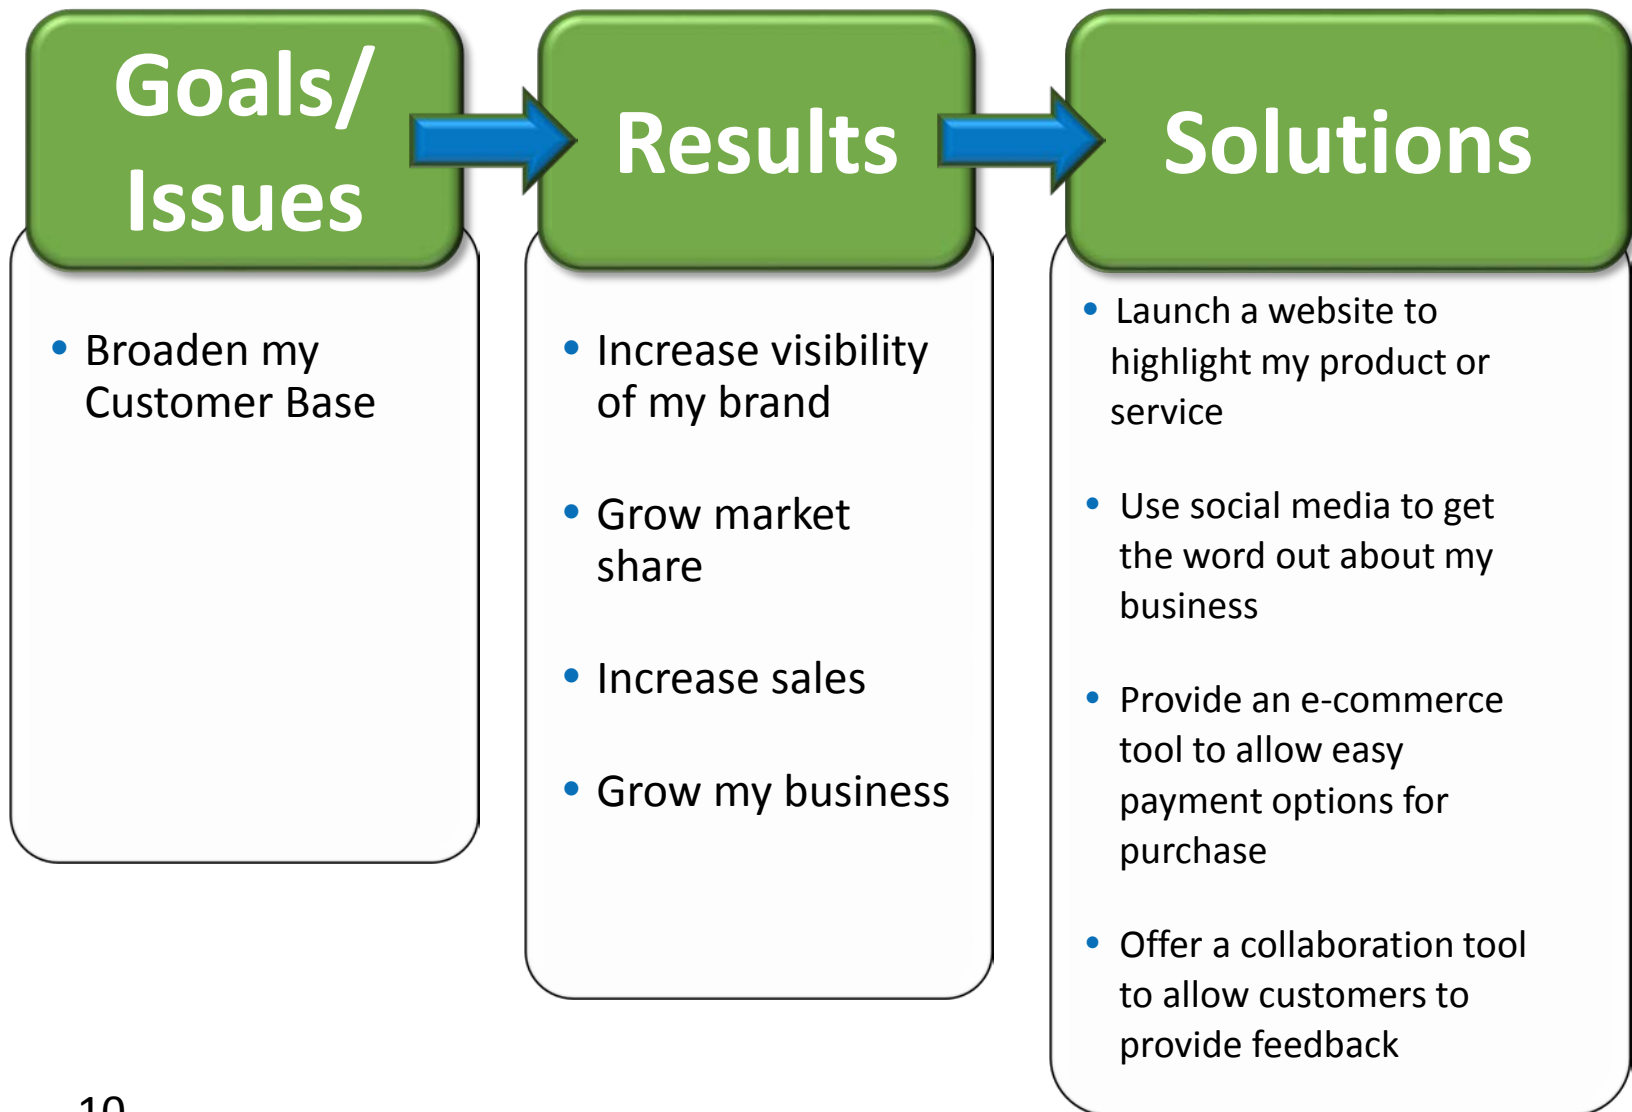 Goals/
Issues
• Broaden my
Customer Base
Results
• Increase visibility
of my brand
• Grow market
share
• Increase sales
• Grow my business
Solutions
• Launch a website to
highlight my product or
service
• Use social media to get
the word out about my
business
• Provide an e-commerce
tool to allow easy
payment options for
purchase
• Offer a collaboration tool
to allow customers to
provide feedback
10